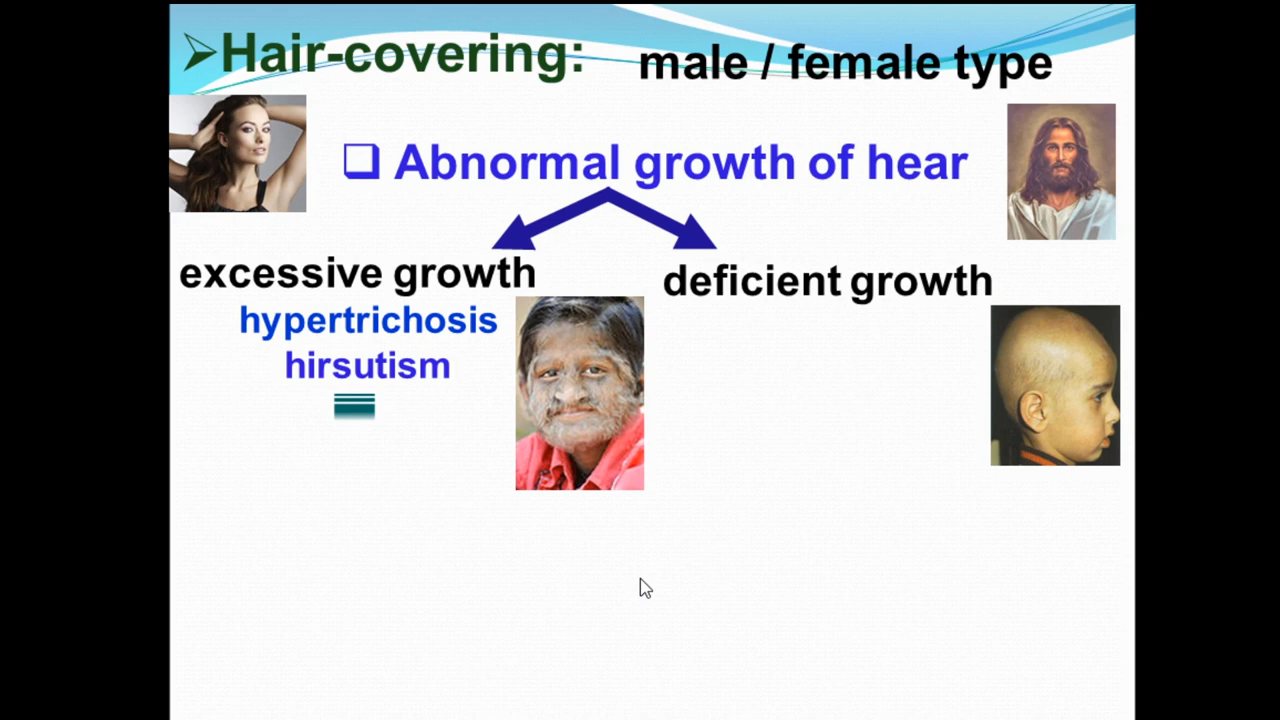 Hair-covering:
male / female type
Abnormal growth of hear
excessive growth
deficient growth
hypertrichosis
hirsutism